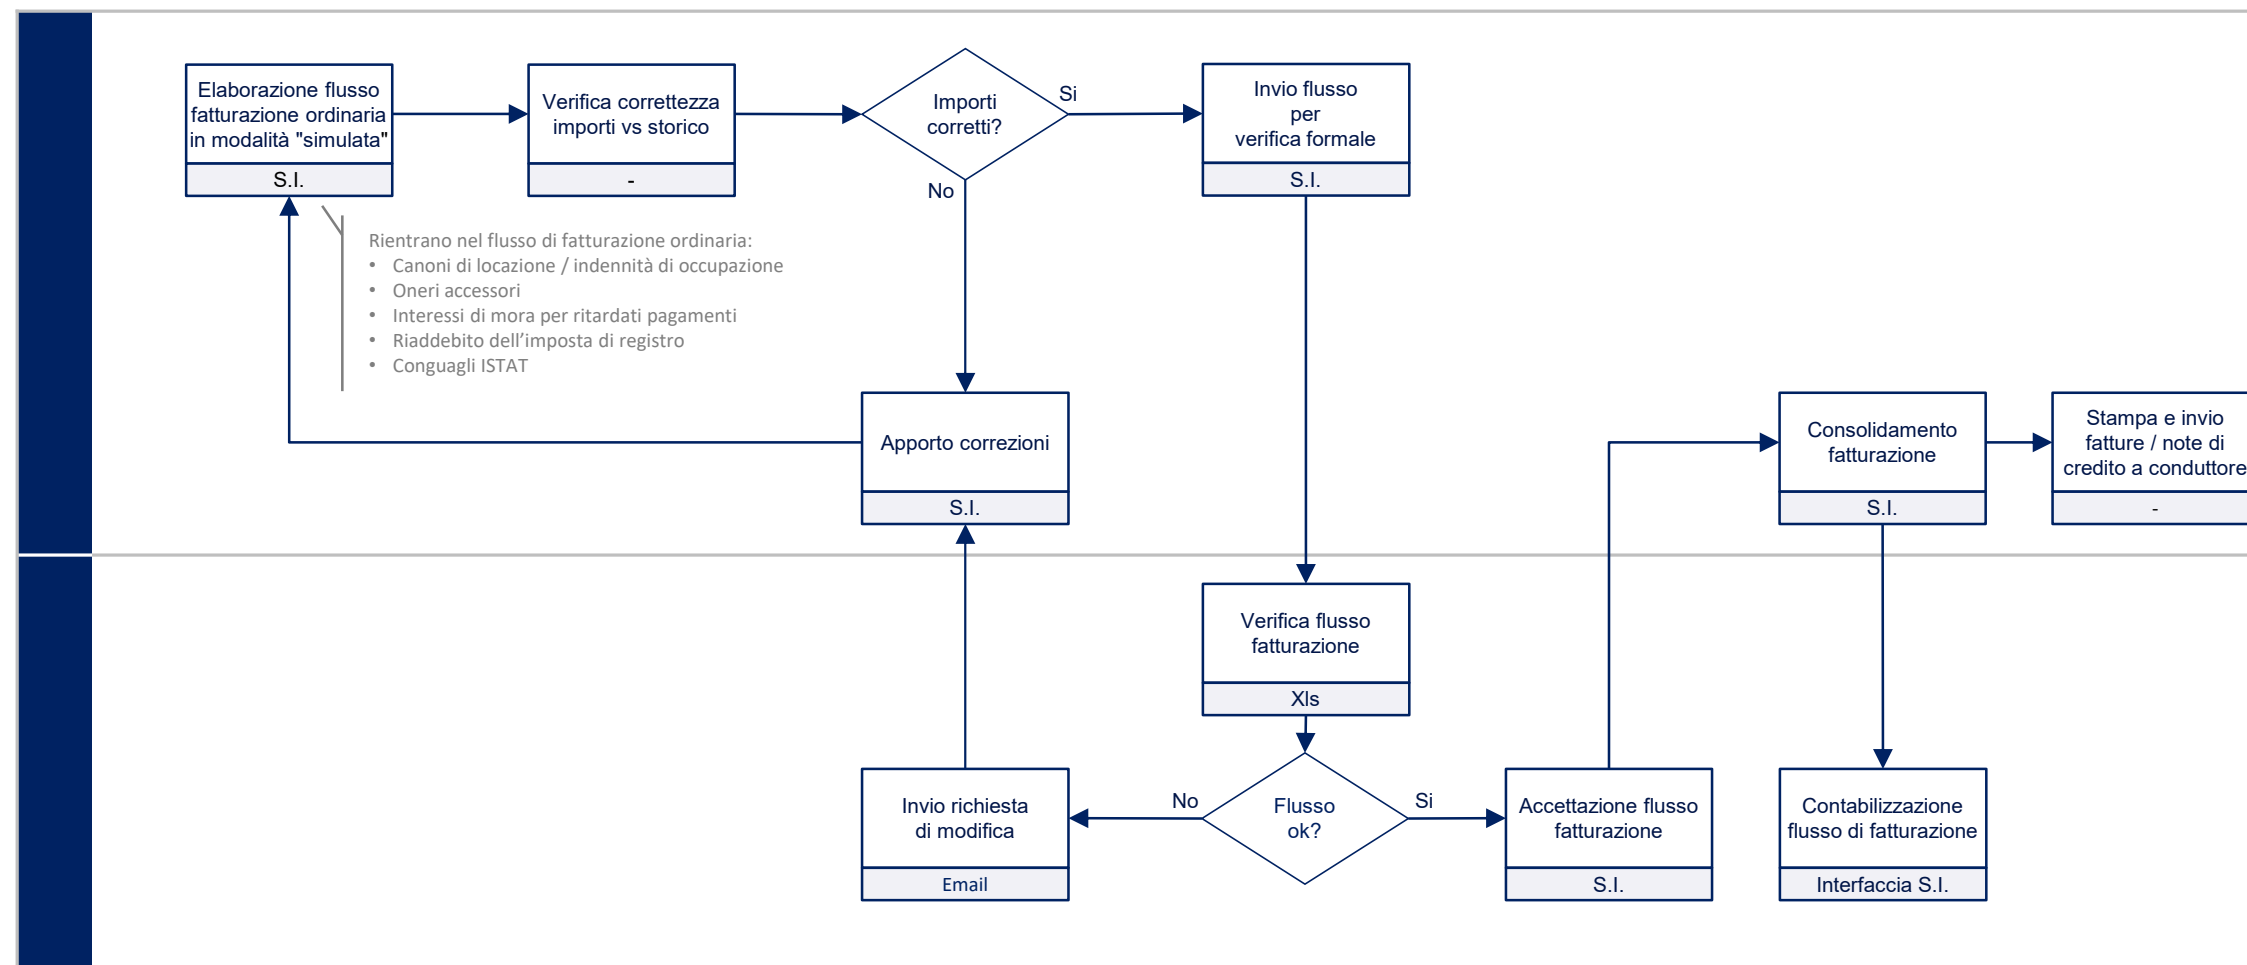 Elaborazione flusso
fatturazione ordinaria
in modalità "simulata"
S.I.
Verifica correttezza
importi vs storico
-
Importi
corretti?
Si
No
Invio flusso
per
verifica formale
S.I.
Rientrano nel flusso di fatturazione ordinaria:
• Canoni di locazione / indennità di occupazione
• Oneri accessori
• Interessi di mora per ritardati pagamenti
• Riaddebito dell’imposta di registro
• Conguagli ISTAT
Apporto correzioni
S.I.
Consolidamento
fatturazione
S.I.
Stampa e invio
fatture / note di
credito a conduttore
-
Verifica flusso
fatturazione
Xls
Invio richiesta
di modifica
Email
No
Flusso
ok?
Si
Accettazione flusso
fatturazione
S.I.
Contabilizzazione
flusso di fatturazione
Interfaccia S.I.